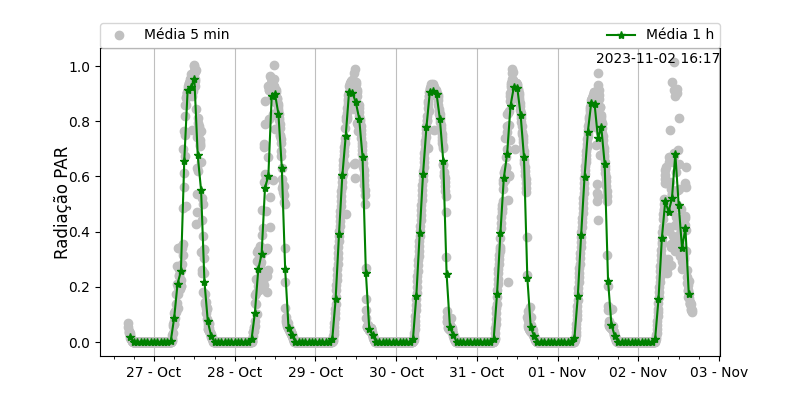 Média 5 min
Média 1 h
2023-11-02 16:17
Radiação PAR
1.0
0.8
0.6
0.4
0.2
0.0
27 - Oct
28 - Oct
29 - Oct
30 - Oct
31 - Oct
01 - Nov
02 - Nov
03 - Nov